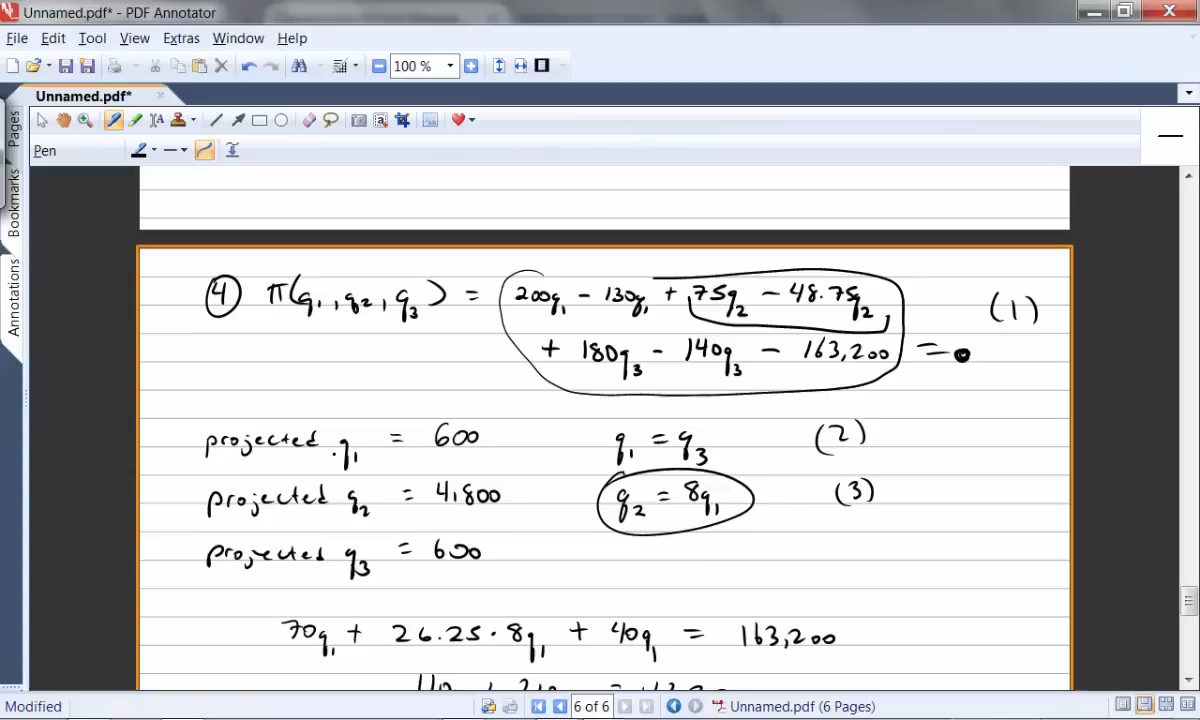 Unnamed.pdf* - PDF Annotator
File Edit Tool View Extras Window Help
100 %
Unnamed.pdf*
Pen
Pages
Bookmarks
Annotations
④ π(q₁, q₂, q₃) = 200q₁ - 130q₁ + 75q₂ - 48.75q₂ (1)
+ 180q₃ - 140q₃ - 163,200 = 0
projected q₁ = 600 q₁ = q₃ (2)
projected q₂ = 4,800 q₂ = 8q₁ (3)
projected q₃ = 600
70q₁ + 26.25 · 8q₁ + 40q₁ = 163,200
Modified
6 of 6
Unnamed.pdf (6 Pages)